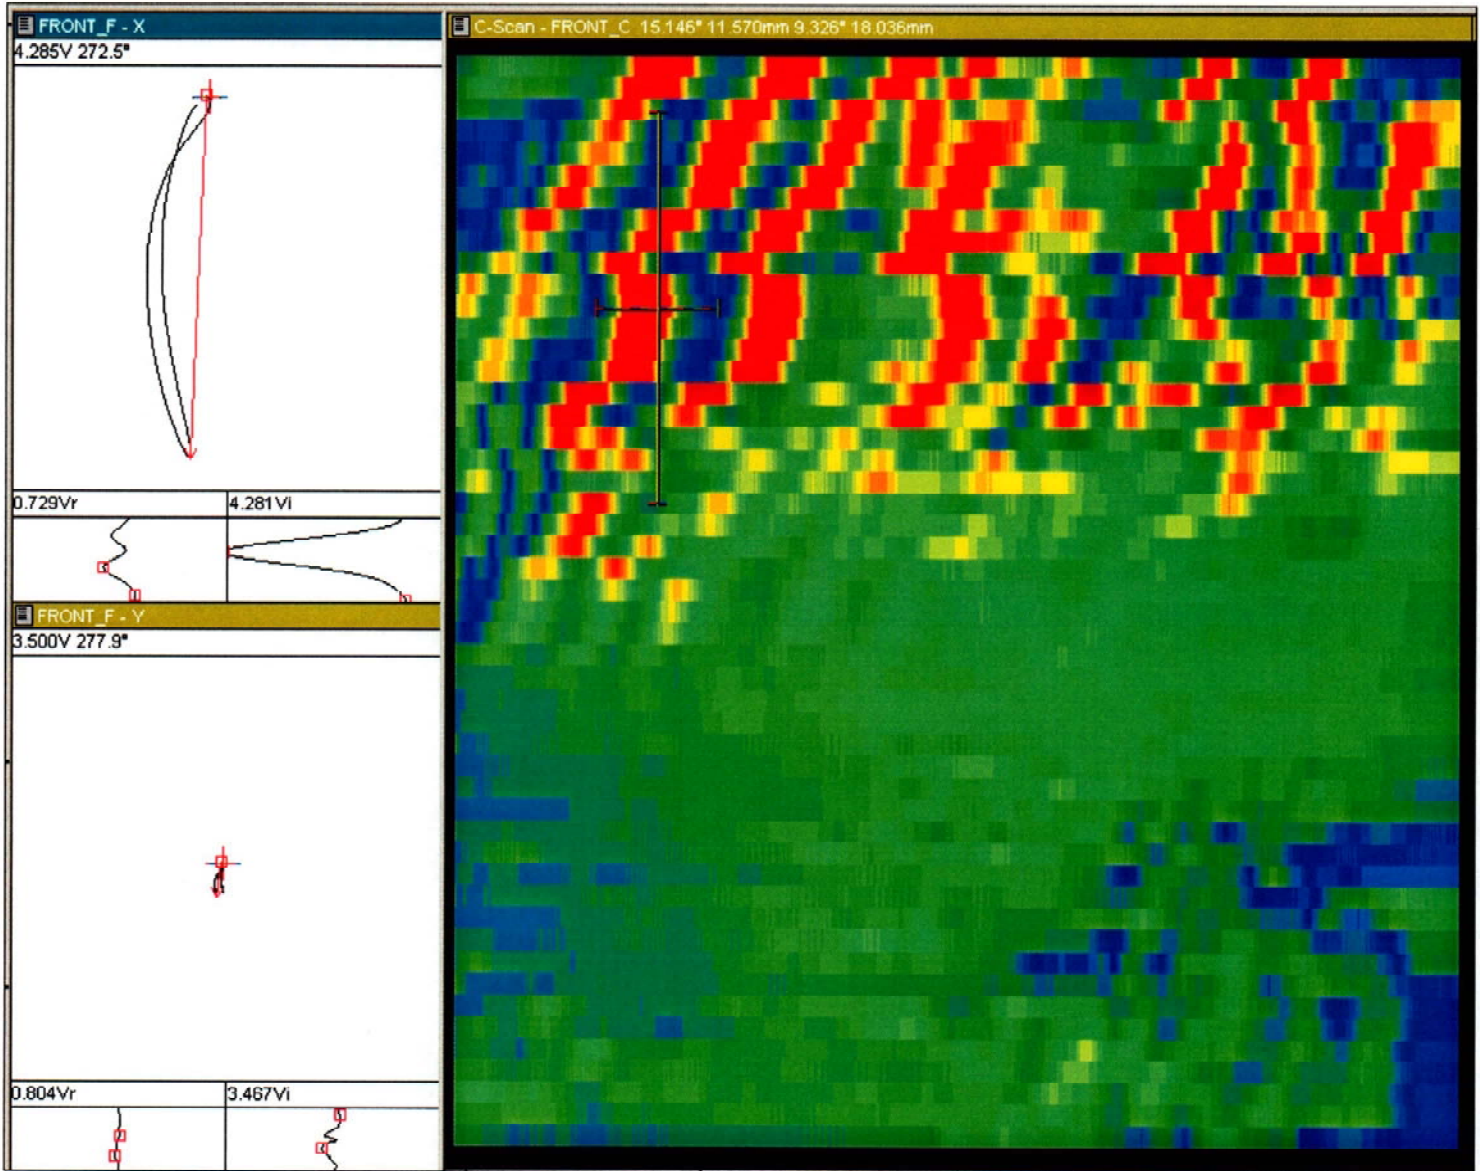 FRONT_F - X
4.285V 272.5°
0.729Vr
4.281Vi
FRONT_F - Y
3.500V 277.9°
0.804Vr
3.467Vi
C-Scan - FRONT_C 15.146° 11.570mm 9.326° 18.036mm